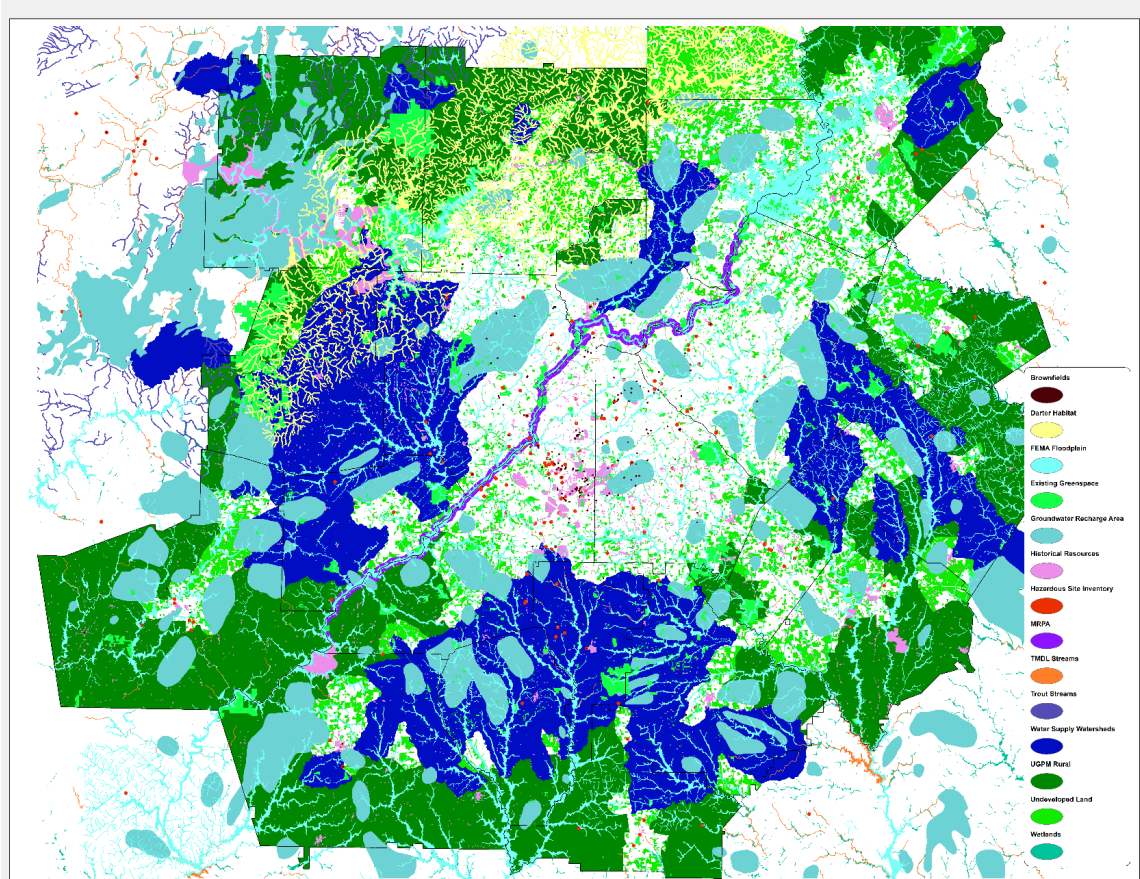 Brownfields
Darter Habitat
FEMA Floodplain
Existing Greenspace
Groundwater Recharge Area
Historical Resources
Hazardous Site Inventory
MRPA
TMDL Streams
Trout Streams
Water Supply Watersheds
UGPM Rural
Undeveloped Land
Wetlands